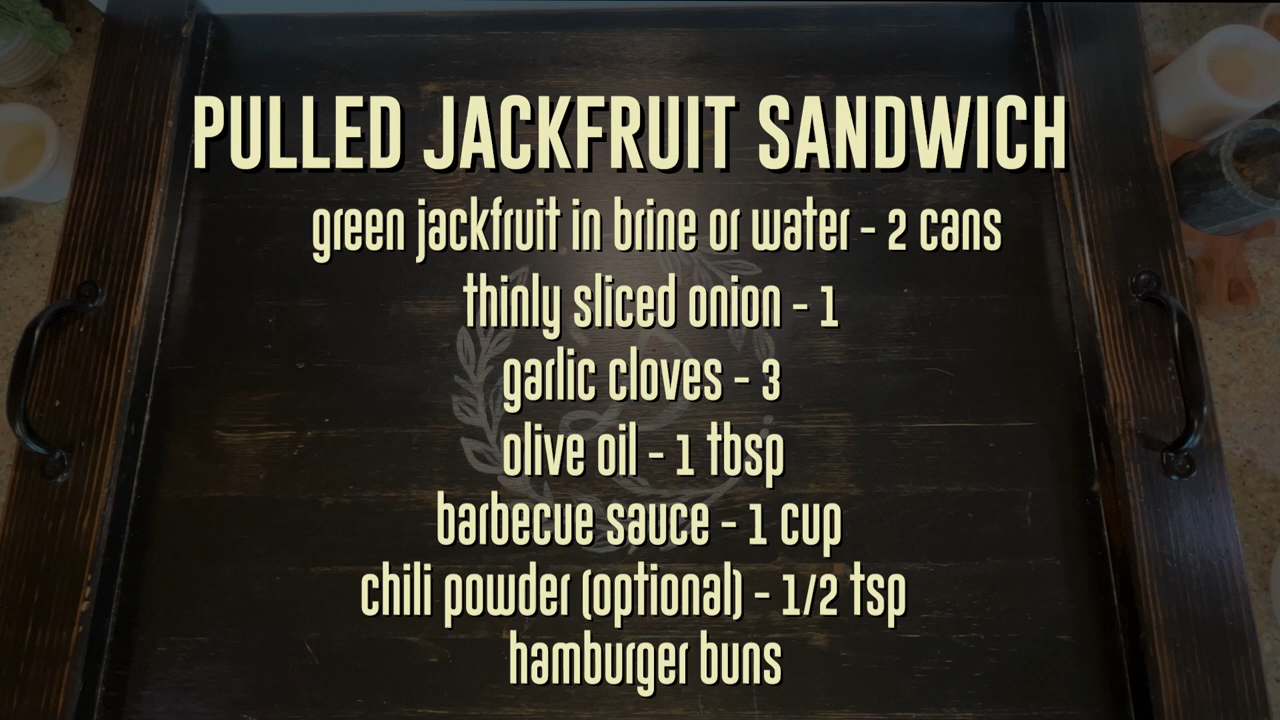 PULLED JACKFRUIT SANDWICH
green jackfruit in brine or water - 2 cans
thinly sliced onion - 1
garlic cloves - 3
olive oil - 1 tbsp
barbecue sauce - 1 cup
chili powder (optional) - 1/2 tsp
hamburger buns